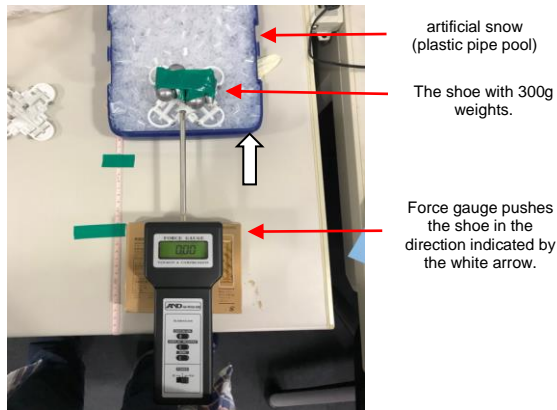 artificial snow
(plastic pipe pool)
The shoe with 300g
weights.
FORCE GAUGE
0.00
Force gauge pushes
the shoe in the
direction indicated by
the white arrow.
AND